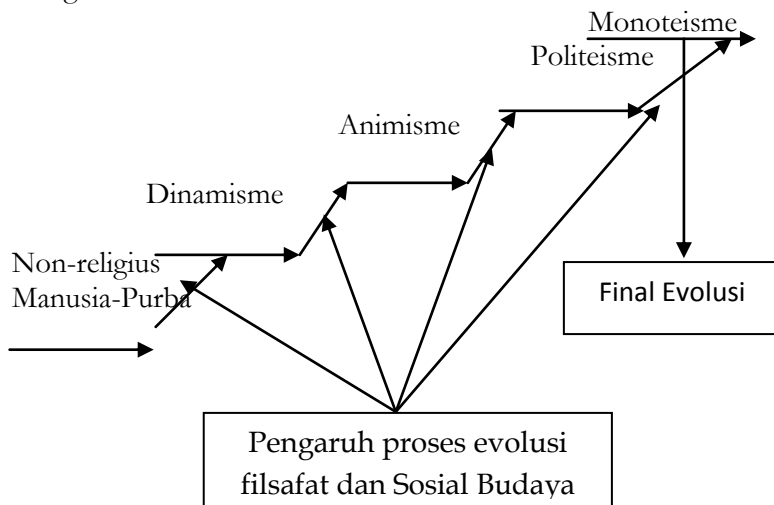 Monoteisme
Politeisme
Animisme
Dinamisme
Non-religius
Manusia-Purba
Final Evolusi
Pengaruh proses evolusi
filsafat dan Sosial Budaya